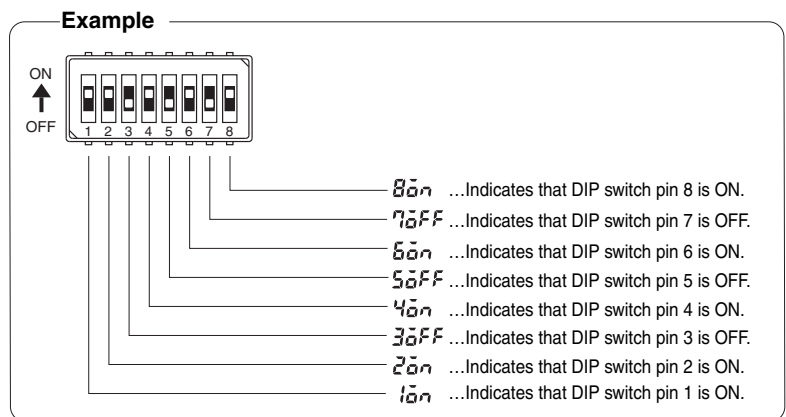 Example
ON
OFF
1 2 3 4 5 6 7 8
8on …Indicates that DIP switch pin 8 is ON.
7oFF …Indicates that DIP switch pin 7 is OFF.
6on …Indicates that DIP switch pin 6 is ON.
5oFF …Indicates that DIP switch pin 5 is OFF.
4on …Indicates that DIP switch pin 4 is ON.
3oFF …Indicates that DIP switch pin 3 is OFF.
2on …Indicates that DIP switch pin 2 is ON.
1on …Indicates that DIP switch pin 1 is ON.